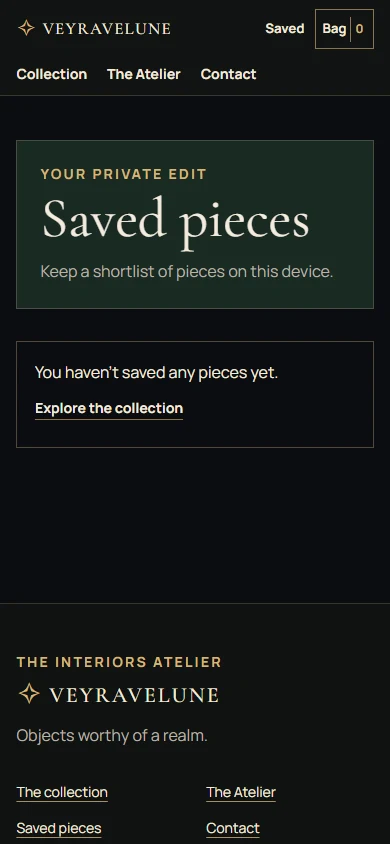 VEYRAVELUNE
Saved
Bag 0
Collection
The Atelier
Contact
YOUR PRIVATE EDIT
Saved pieces
Keep a shortlist of pieces on this device.
You haven't saved any pieces yet.
Explore the collection
THE INTERIORS ATELIER
VEYRAVELUNE
Objects worthy of a realm.
The collection
The Atelier
Saved pieces
Contact